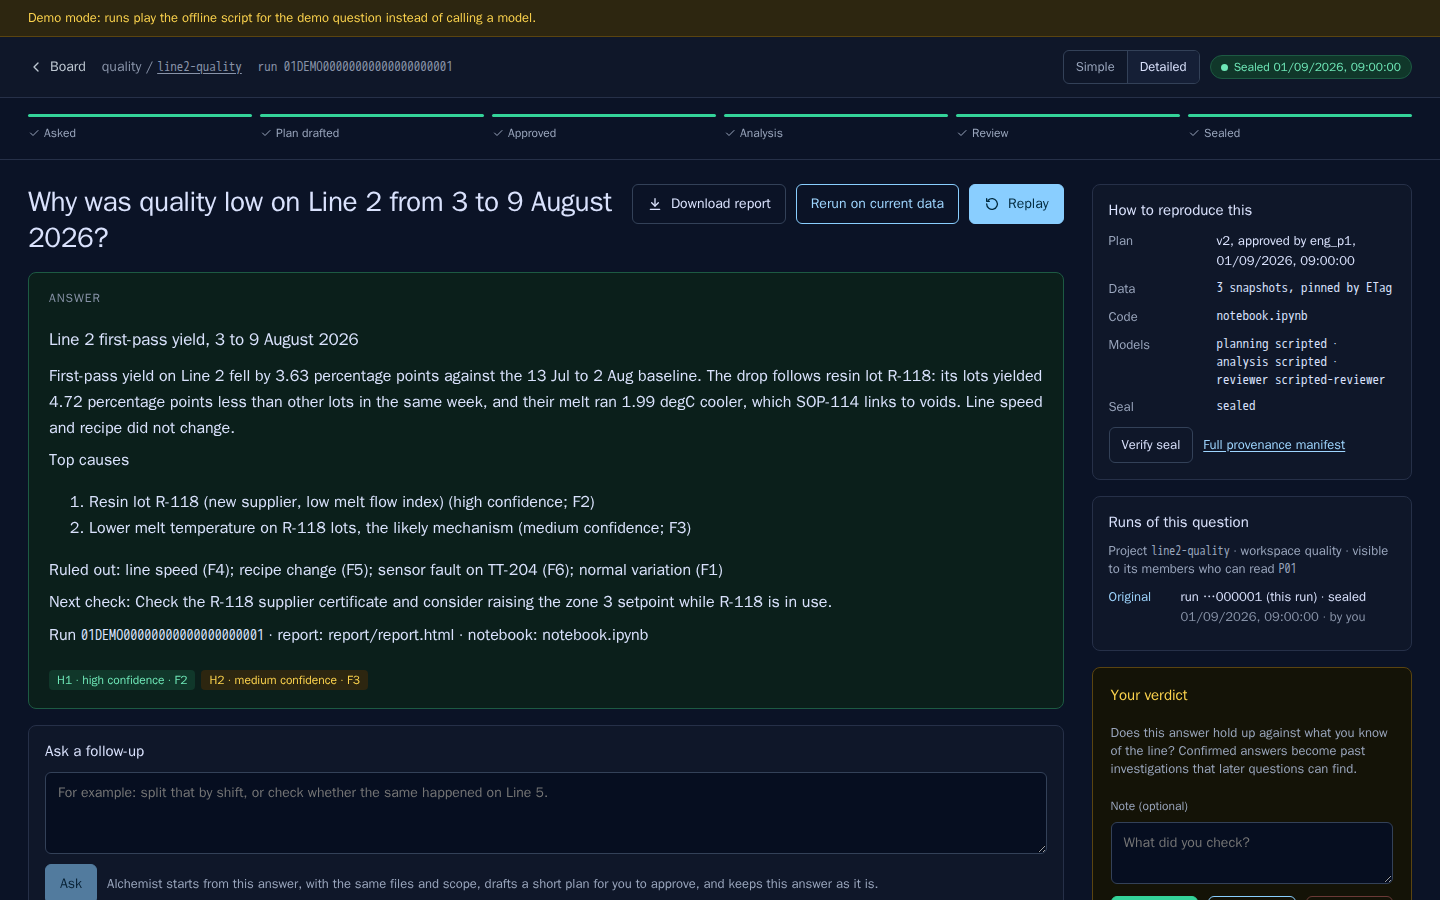 Demo mode: runs play the offline script for the demo question instead of calling a model.
Board quality / line2-quality run 01DEMO00000000000000000001
Simple Detailed Sealed 01/09/2026, 09:00:00
Asked Plan drafted Approved Analysis Review Sealed
Why was quality low on Line 2 from 3 to 9 August
2026?
Download report Rerun on current data Replay
ANSWER
Line 2 first-pass yield, 3 to 9 August 2026
First-pass yield on Line 2 fell by 3.63 percentage points against the 13 Jul to 2 Aug baseline. The drop follows resin lot R-118: its lots yielded
4.72 percentage points less than other lots in the same week, and their melt ran 1.99 degC cooler, which SOP-114 links to voids. Line speed
and recipe did not change.
Top causes
1. Resin lot R-118 (new supplier, low melt flow index) (high confidence; F2)
2. Lower melt temperature on R-118 lots, the likely mechanism (medium confidence; F3)
Ruled out: line speed (F4); recipe change (F5); sensor fault on TT-204 (F6); normal variation (F1)
Next check: Check the R-118 supplier certificate and consider raising the zone 3 setpoint while R-118 is in use.
Run 01DEMO00000000000000000001 · report: report/report.html · notebook: notebook.ipynb
H1 · high confidence · F2 H2 · medium confidence · F3
Ask a follow-up
For example: split that by shift, or check whether the same happened on Line 5.
Ask Alchemist starts from this answer, with the same files and scope, drafts a short plan for you to approve, and keeps this answer as it is.
How to reproduce this
Plan v2, approved by eng_p1,
01/09/2026, 09:00:00
Data 3 snapshots, pinned by ETag
Code notebook.ipynb
Models planning scripted ·
analysis scripted ·
reviewer scripted-reviewer
Seal sealed
Verify seal Full provenance manifest
Runs of this question
Project line2-quality · workspace quality · visible
to its members who can read P01
Original run ···000001 (this run) · sealed
01/09/2026, 09:00:00 · by you
Your verdict
Does this answer hold up against what you know
of the line? Confirmed answers become past
investigations that later questions can find.
Note (optional)
What did you check?